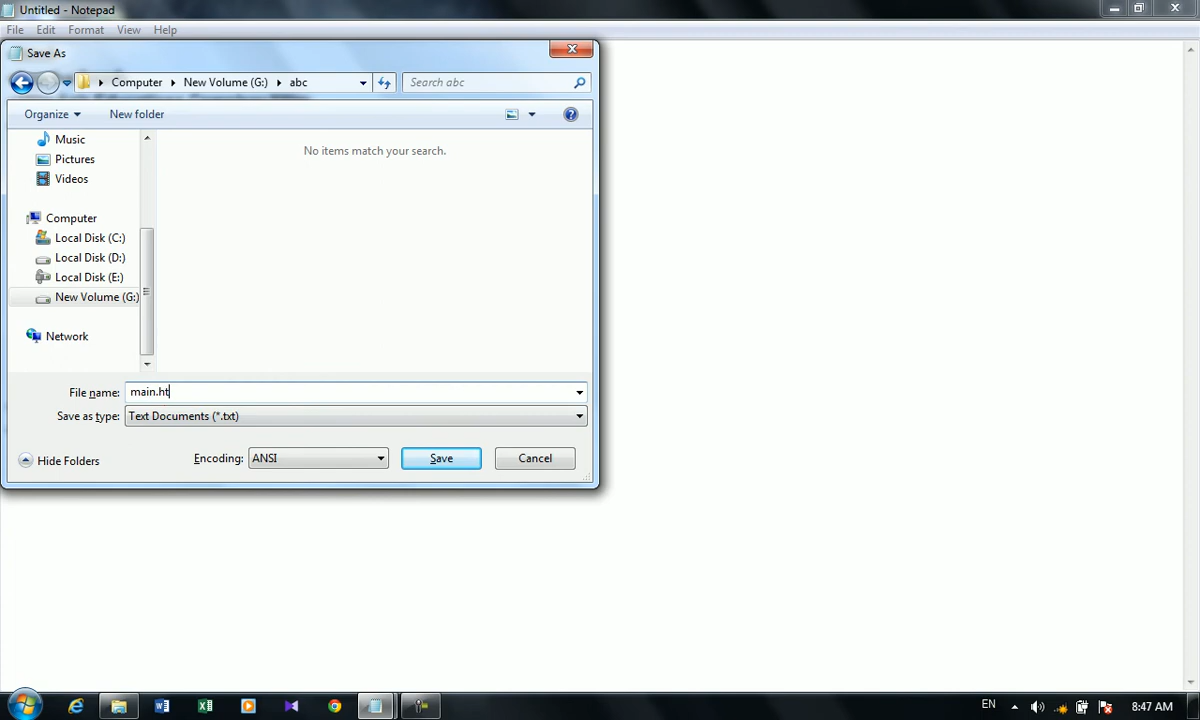 Untitled - Notepad
File Edit Format View Help
Save As
Computer New Volume (G:) abc Search abc
Organize New folder
Music
Pictures
Videos
Computer
Local Disk (C:)
Local Disk (D:)
Local Disk (E:)
New Volume (G:)
Network
No items match your search.
File name: main.ht
Save as type: Text Documents (*.txt)
Hide Folders Encoding: ANSI Save Cancel
EN 8:47 AM